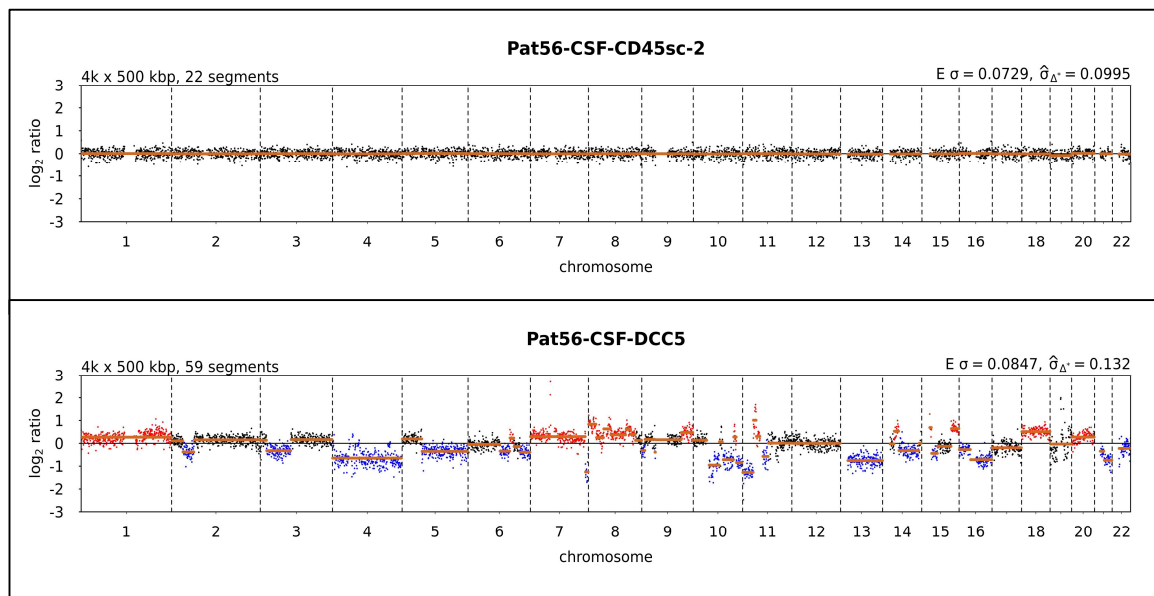 Pat56-CSF-CD45sc-2
4k x 500 kbp, 22 segments
E σ = 0.0729, σ̂Δ* = 0.0995
3
2
1
0
-1
-2
-3
log2 ratio
1 2 3 4 5 6 7 8 9 10 11 12 13 14 15 16 18 20 22
chromosome
Pat56-CSF-DCC5
4k x 500 kbp, 59 segments
E σ = 0.0847, σ̂Δ* = 0.132
3
2
1
0
-1
-2
-3
log2 ratio
1 2 3 4 5 6 7 8 9 10 11 12 13 14 15 16 18 20 22
chromosome